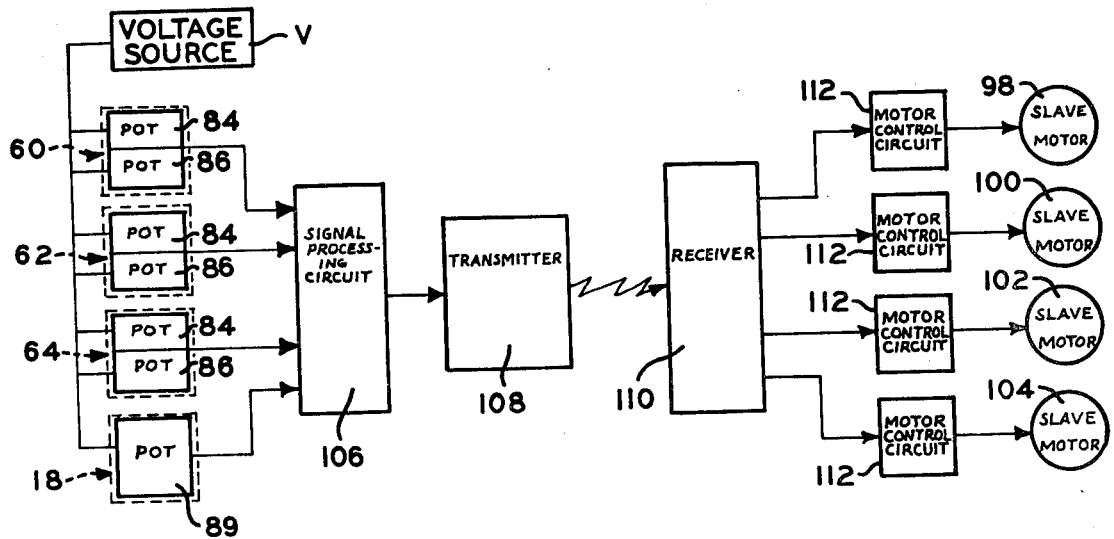 VOLTAGE
SOURCE
V
POT
84
60
POT
86
POT
84
62
POT
86
POT
84
64
POT
86
POT
18
89
SIGNAL
PROCESS-
ING
CIRCUIT
106
TRANSMITTER
108
RECEIVER
110
112
MOTOR
CONTROL
CIRCUIT
98
SLAVE
MOTOR
112
MOTOR
CONTROL
CIRCUIT
100
SLAVE
MOTOR
112
MOTOR
CONTROL
CIRCUIT
102
SLAVE
MOTOR
112
MOTOR
CONTROL
CIRCUIT
104
SLAVE
MOTOR